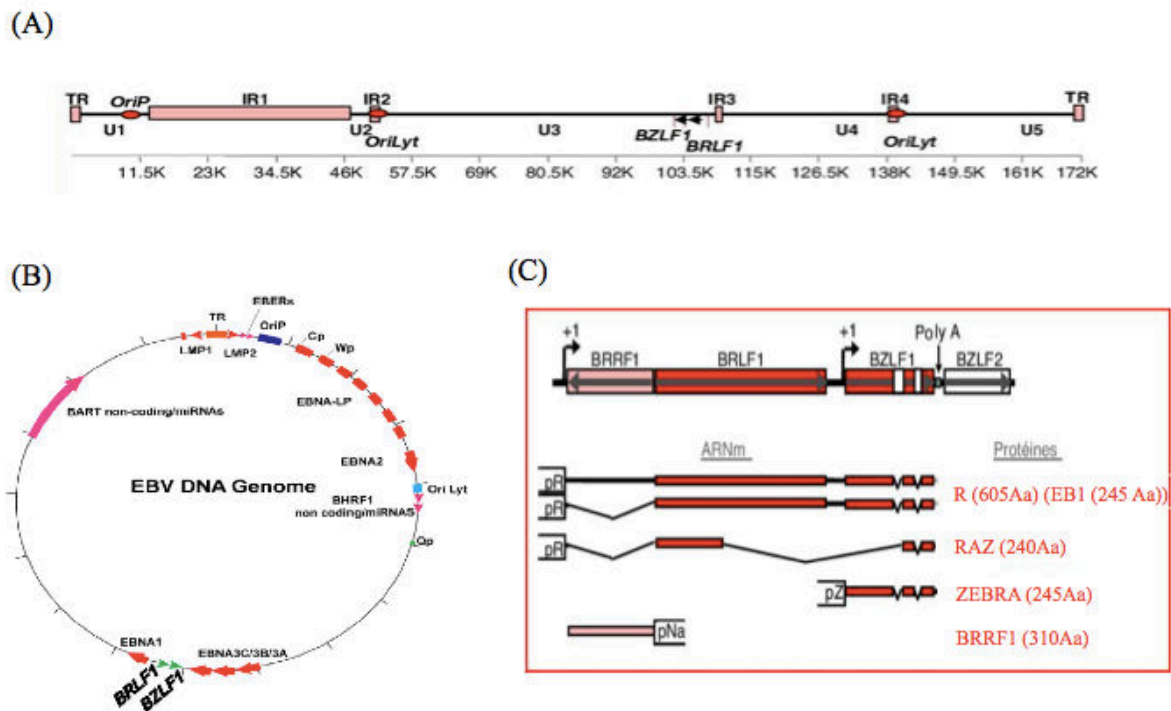 (A)
TR OriP IR1 IR2 IR3 IR4 TR
U1 U2 OriLyt U3 BZLF1 BRLF1 U4 OriLyt U5
11.5K 23K 34.5K 46K 57.5K 69K 80.5K 92K 103.5K 115K 126.5K 138K 149.5K 161K 172K
(B)
EBERs
TR
OriP
LMP1
LMP2
Cp
Wp
EBNA-LP
BART non-coding/miRNAs
EBNA2
EBV DNA Genome
Ori Lyt
BHRF1
non coding/miRNAS
Qp
EBNA1
EBNA3C/3B/3A
BRLF1
BZLF1
(C)
+1 +1 Poly A
BRRF1 BRLF1 BZLF1 BZLF2
ARNm Protéines
pR
R (605Aa) (EB1 (245 Aa))
pR
pR RAZ (240Aa)
pZ ZEBRA (245Aa)
pNa BRRF1 (310Aa)